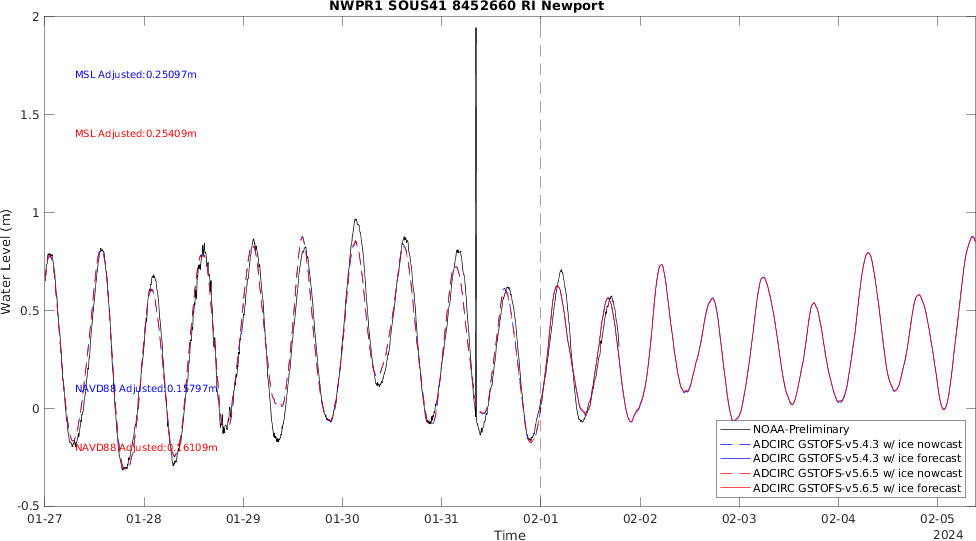 NWPR1 SOUS41 8452660 RI Newport
2
1.5
1
0.5
0
-0.5
Water Level (m)
MSL Adjusted:0.25097m
MSL Adjusted:0.25409m
NAVD88 Adjusted:0.15797m
NAVD88 Adjusted:0.16109m
NOAA-Preliminary
ADCIRC GSTOFS-v5.4.3 w/ ice nowcast
ADCIRC GSTOFS-v5.4.3 w/ ice forecast
ADCIRC GSTOFS-v5.6.5 w/ ice nowcast
ADCIRC GSTOFS-v5.6.5 w/ ice forecast
01-27 01-28 01-29 01-30 01-31 02-01 02-02 02-03 02-04 02-05
Time
2024